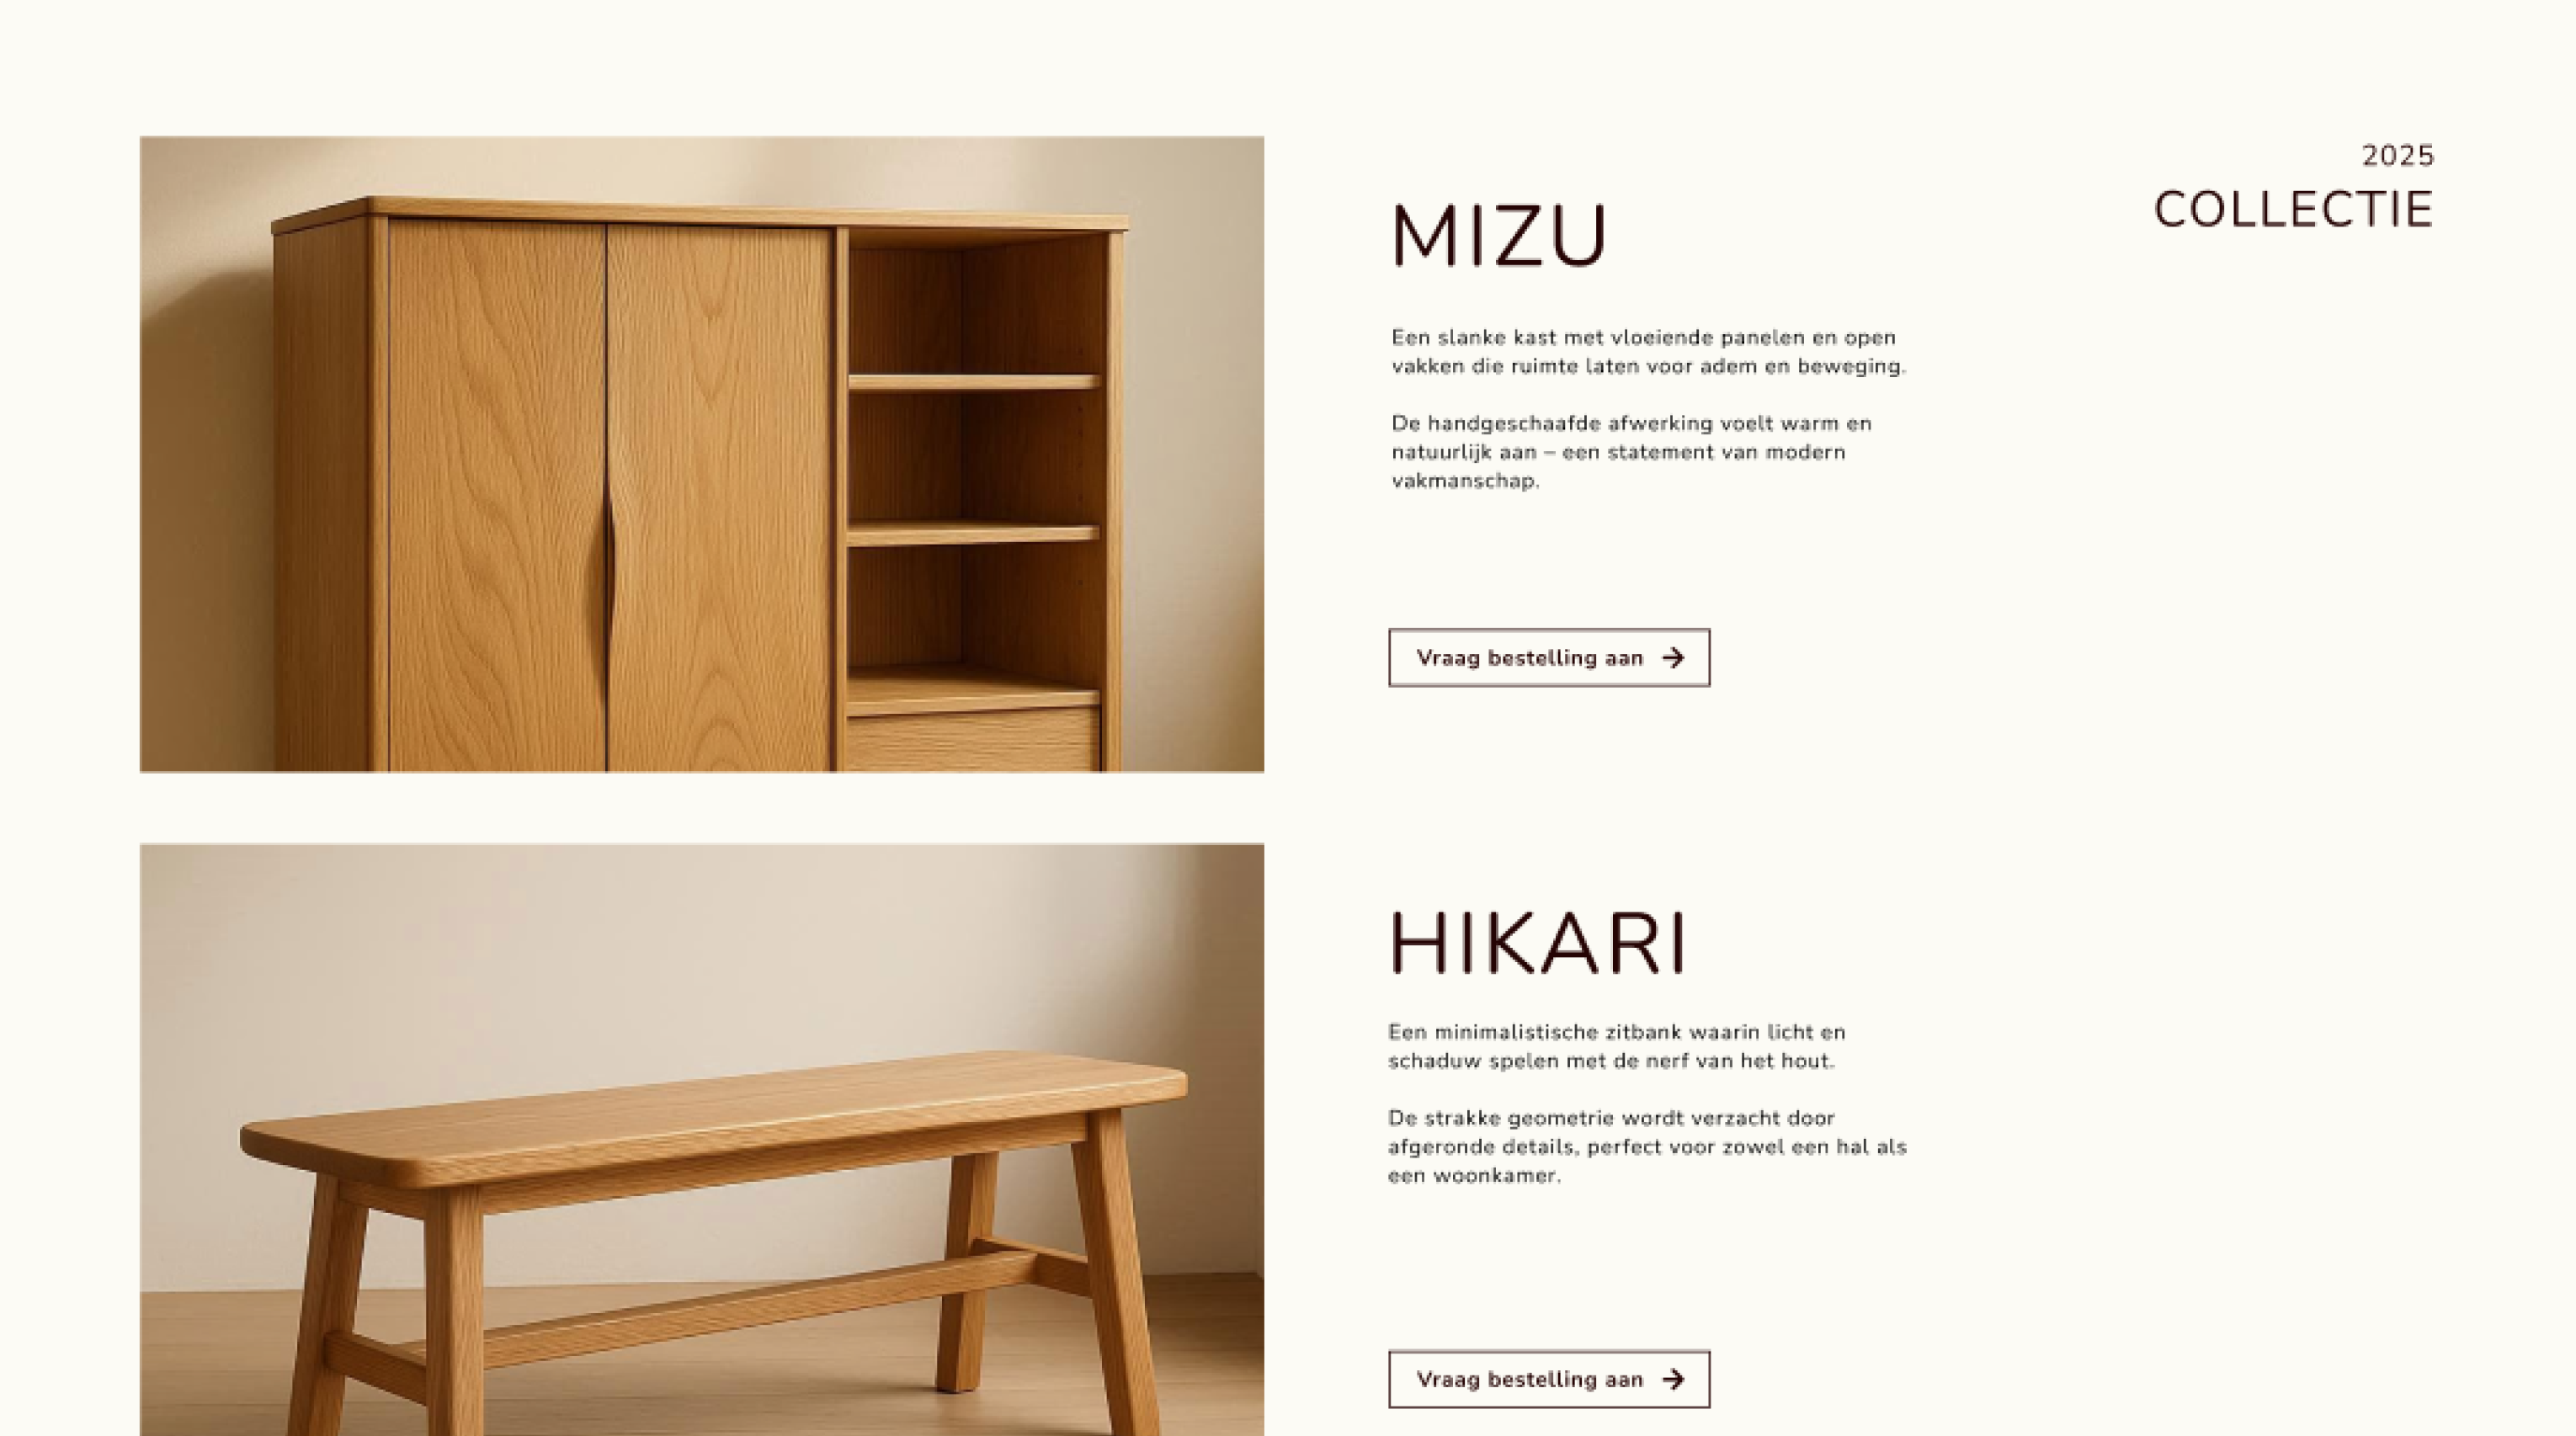 2025
COLLECTIE
MIZU
Een slanke kast met vloeiende panelen en open
vakken die ruimte laten voor adem en beweging.
De handgeschaafde afwerking voelt warm en
natuurlijk aan – een statement van modern
vakmanschap.
Vraag bestelling aan →
HIKARI
Een minimalistische zitbank waarin licht en
schaduw spelen met de nerf van het hout.
De strakke geometrie wordt verzacht door
afgeronde details, perfect voor zowel een hal als
een woonkamer.
Vraag bestelling aan →